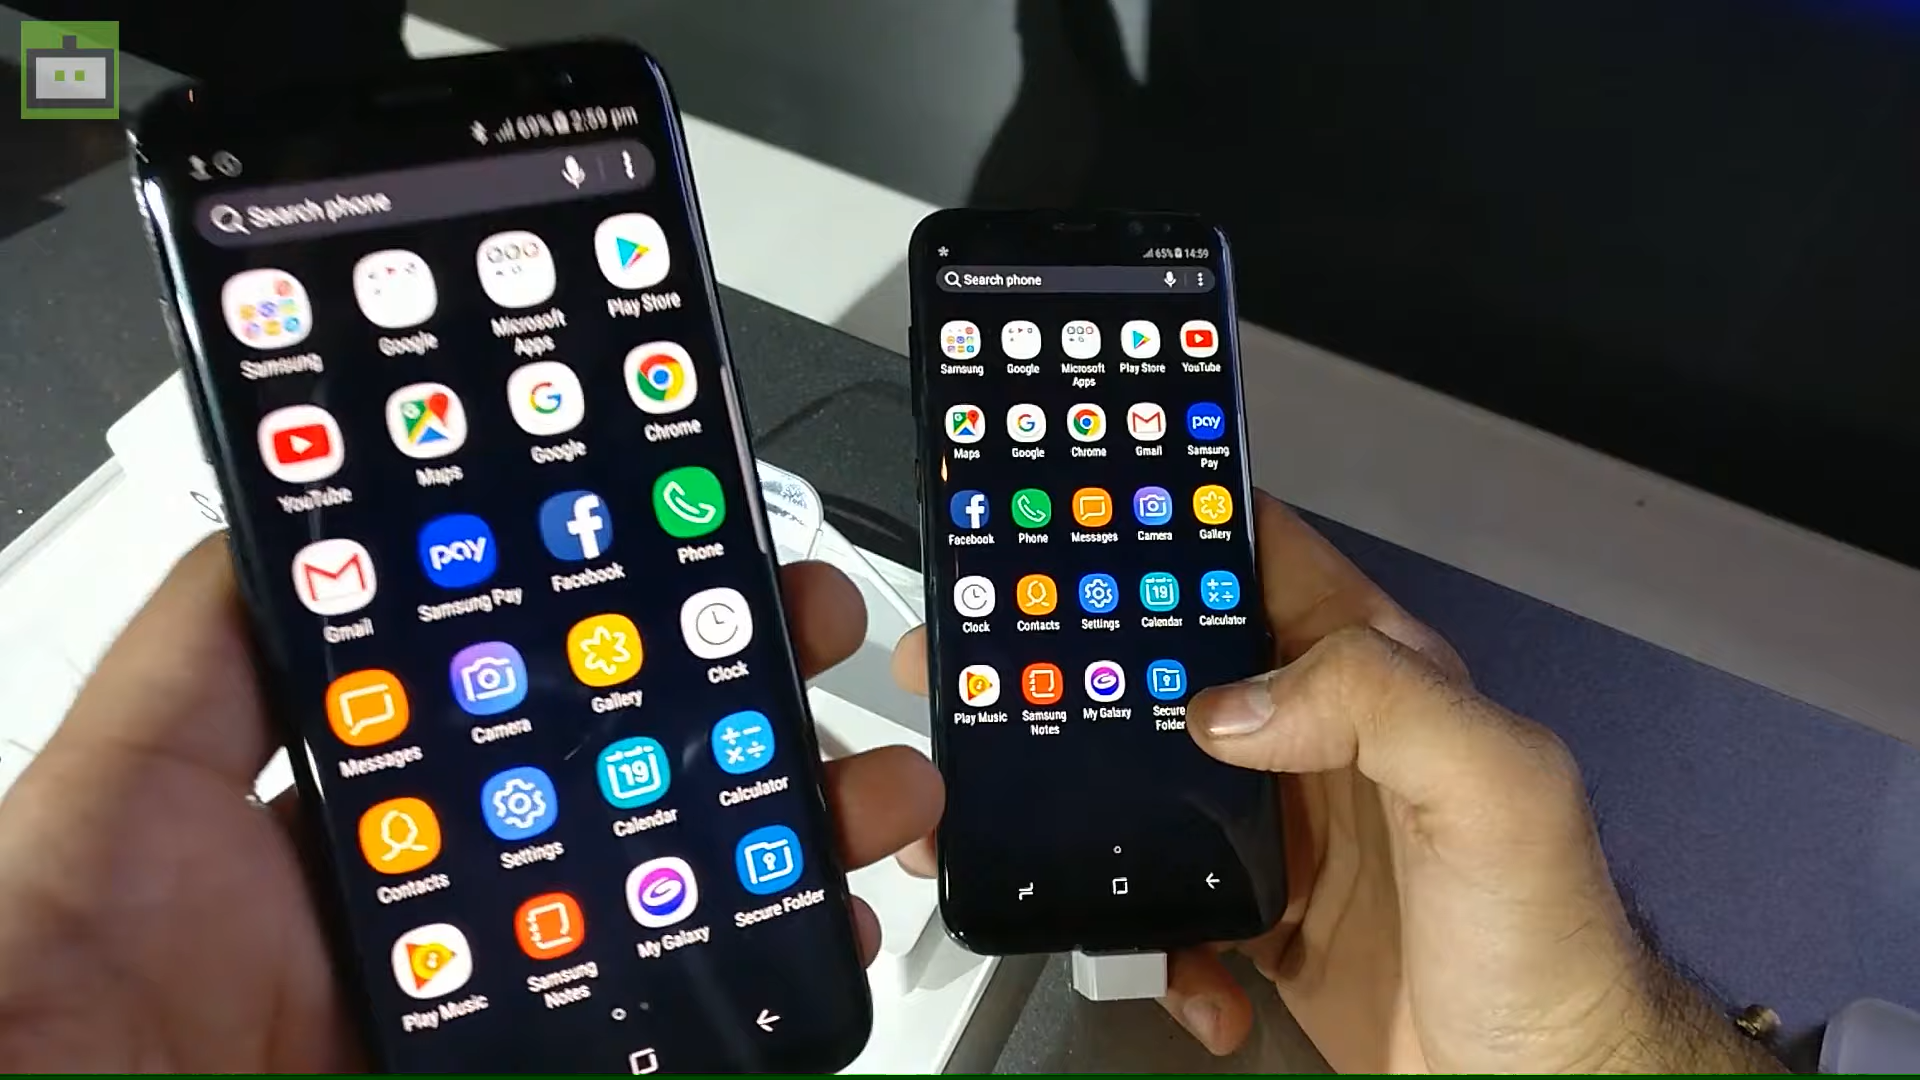 69% 2:59 pm
Search phone
Samsung
Google
Microsoft
Apps
Play Store
YouTube
Maps
G
Google
Chrome
Gmail
pay
Samsung Pay
f
Facebook
Phone
Messages
Camera
Gallery
Clock
Contacts
Settings
19
Calendar
Calculator
Play Music
Samsung
Notes
My Galaxy
Secure Folder
S
65% 14:59
Search phone
Samsung
Google
Microsoft
Apps
Play Store
YouTube
Maps
G
Google
Chrome
Gmail
pay
Samsung
Pay
f
Facebook
Phone
Messages
Camera
Gallery
Clock
Contacts
Settings
19
Calendar
Calculator
Play Music
Samsung
Notes
My Galaxy
Secure
Folder